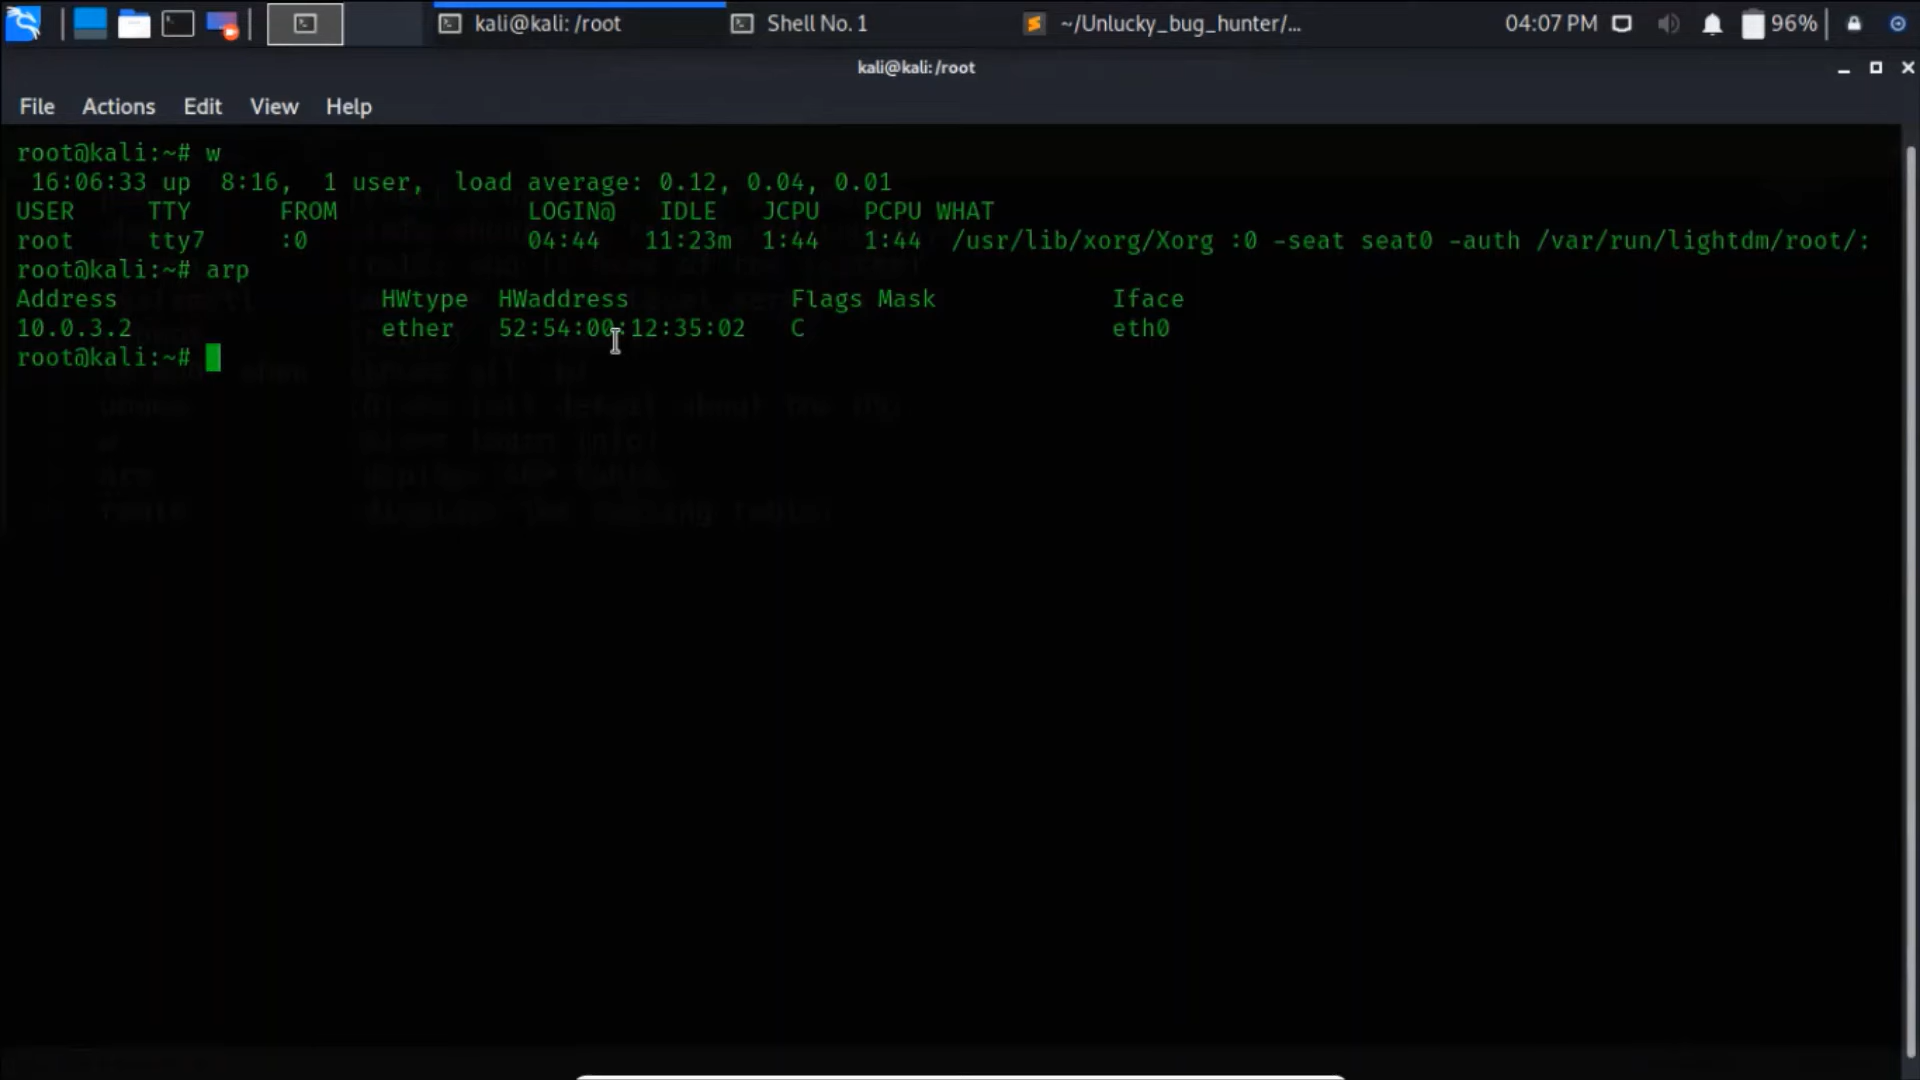 kali@kali: /root
Shell No. 1
~/Unlucky_bug_hunter/...
04:07 PM
96%
kali@kali: /root
File Actions Edit View Help
root@kali:~# w
16:06:33 up 8:16, 1 user, load average: 0.12, 0.04, 0.01
USER TTY FROM LOGIN@ IDLE JCPU PCPU WHAT
root tty7 :0 04:44 11:23m 1:44 1:44 /usr/lib/xorg/Xorg :0 -seat seat0 -auth /var/run/lightdm/root/:
root@kali:~# arp
Address HWtype HWaddress Flags Mask Iface
10.0.3.2 ether 52:54:00:12:35:02 C eth0
root@kali:~#